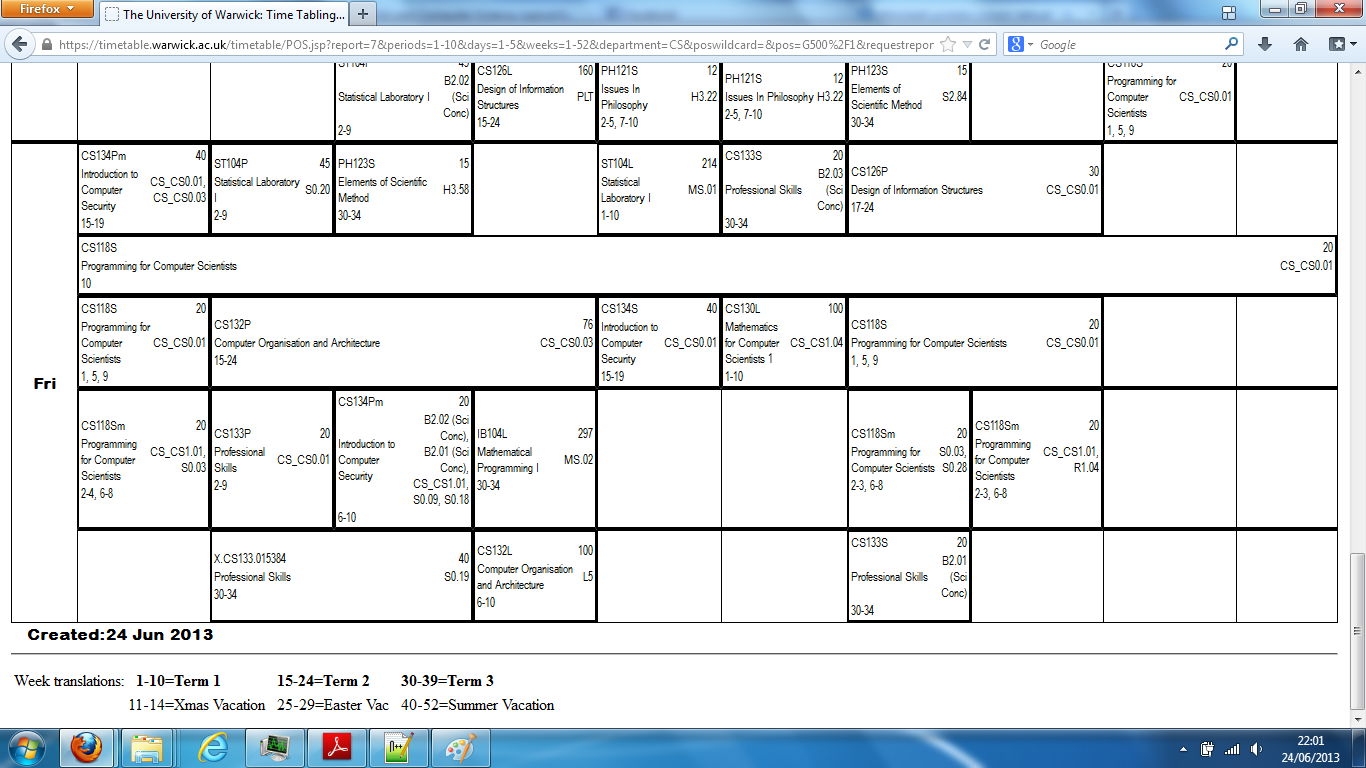 Firefox
The University of Warwick: Time Tabling...
https://timetable.warwick.ac.uk/timetable/POS.jsp?report=7&periods=1-10&days=1-5&weeks=1-52&department=CS&poswildcard=&pos=G500%2F1&requestrepor
Google
ST104P 45
B2.02
Statistical Laboratory I (Sci
Conc)
2-9
CS126L 160
Design of Information
Structures PLT
15-24
PH121S 12
Issues In
Philosophy H3.22
2-5, 7-10
PH121S 12
Issues In Philosophy H3.22
2-5, 7-10
PH123S 15
Elements of
Scientific Method S2.84
30-34
CS118S 20
Programming for
Computer CS_CS0.01
Scientists
1, 5, 9
Fri
CS134Pm 40
Introduction to
Computer CS_CS0.01,
Security CS_CS0.03
15-19
ST104P 45
Statistical Laboratory
I S0.20
2-9
PH123S 15
Elements of Scientific
Method H3.58
30-34
ST104L 214
Statistical
Laboratory I MS.01
1-10
CS133S 20
B2.03
Professional Skills (Sci
Conc)
30-34
CS126P 30
Design of Information Structures CS_CS0.01
17-24
CS118S 20
Programming for Computer Scientists CS_CS0.01
10
CS118S 20
Programming for
Computer CS_CS0.01
Scientists
1, 5, 9
CS132P 76
Computer Organisation and Architecture CS_CS0.03
15-24
CS134S 40
Introduction to
Computer CS_CS0.01
Security
15-19
CS130L 100
Mathematics
for Computer CS_CS1.04
Scientists 1
1-10
CS118S 20
Programming for Computer Scientists CS_CS0.01
1, 5, 9
CS118Sm 20
Programming
for Computer CS_CS1.01,
Scientists S0.03
2-4, 6-8
CS133P 20
Professional
Skills CS_CS0.01
2-9
CS134Pm 20
B2.02 (Sci
Conc),
Introduction to B2.01 (Sci
Computer Conc),
Security CS_CS1.01,
S0.09, S0.18
6-10
IB104L 297
Mathematical
Programming I MS.02
30-34
CS118Sm 20
Programming for S0.03,
Computer Scientists S0.28
2-3, 6-8
CS118Sm 20
Programming
for Computer CS_CS1.01,
Scientists R1.04
2-3, 6-8
X.CS133.015384 40
Professional Skills S0.19
30-34
CS132L 100
Computer Organisation
and Architecture L5
6-10
CS133S 20
B2.01
Professional Skills (Sci
Conc)
30-34
Created:24 Jun 2013
Week translations: 1-10=Term 1 15-24=Term 2 30-39=Term 3
11-14=Xmas Vacation 25-29=Easter Vac 40-52=Summer Vacation
22:01
24/06/2013